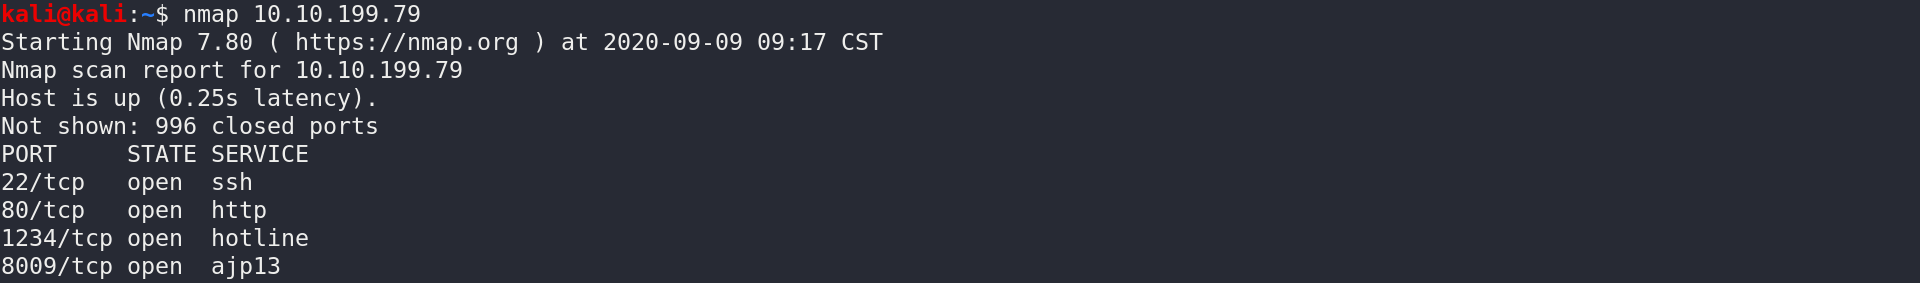 kali@kali:~$ nmap 10.10.199.79
Starting Nmap 7.80 ( https://nmap.org ) at 2020-09-09 09:17 CST
Nmap scan report for 10.10.199.79
Host is up (0.25s latency).
Not shown: 996 closed ports
PORT     STATE SERVICE
22/tcp   open  ssh
80/tcp   open  http
1234/tcp open  hotline
8009/tcp open  ajp13